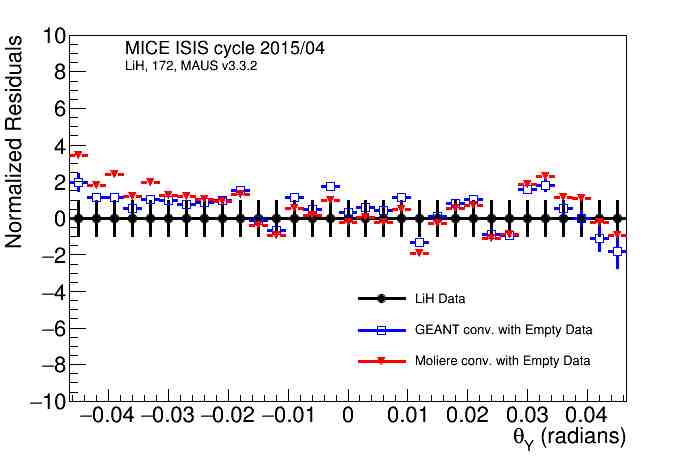 MICE ISIS cycle 2015/04
LiH, 172, MAUS v3.3.2
Normalized Residuals
10
8
6
4
2
0
−2
−4
−6
−8
−10
LiH Data
GEANT conv. with Empty Data
Moliere conv. with Empty Data
−0.04 −0.03 −0.02 −0.01 0 0.01 0.02 0.03 0.04
θY (radians)